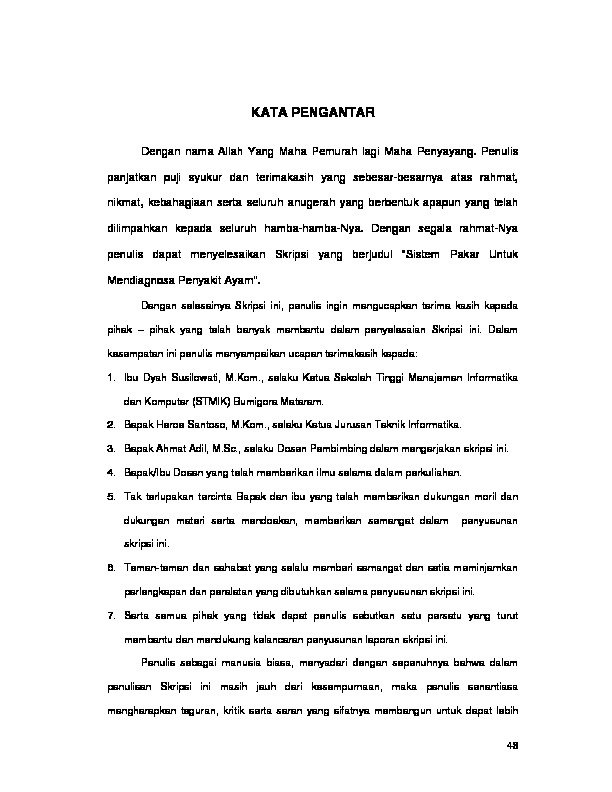 KATA PENGANTAR
Dengan nama Allah Yang Maha Pemurah lagi Maha Penyayang. Penulis
panjatkan puji syukur dan terimakasih yang sebesar-besarnya atas rahmat,
nikmat, kebahagiaan serta seluruh anugerah yang berbentuk apapun yang telah
dilimpahkan kepada seluruh hamba-hamba-Nya. Dengan segala rahmat-Nya
penulis dapat menyelesaikan Skripsi yang berjudul "Sistem Pakar Untuk
Mendiagnosa Penyakit Ayam".
Dengan selesainya Skripsi ini, penulis ingin mengucapkan terima kasih kepada
pihak – pihak yang telah banyak membantu dalam penyelesaian Skripsi ini. Dalam
kesempatan ini penulis menyampaikan ucapan terimakasih kepada:
1. Ibu Dyah Susilowati, M.Kom., selaku Ketua Sekolah Tinggi Manajemen Informatika
dan Komputer (STMIK) Bumigora Mataram.
2. Bapak Heroe Santoso, M.Kom., selaku Ketua Jurusan Teknik Informatika.
3. Bapak Ahmat Adil, M.Sc., selaku Dosen Pembimbing dalam mengerjakan skripsi ini.
4. Bapak/Ibu Dosen yang telah memberikan ilmu selama dalam perkuliahan.
5. Tak terlupakan tercinta Bapak dan ibu yang telah memberikan dukungan moril dan
dukungan materi serta mendoakan, memberikan semangat dalam penyusunan
skripsi ini.
6. Teman-teman dan sahabat yang selalu memberi semangat dan setia meminjamkan
perlengkapan dan peralatan yang dibutuhkan selama penyusunan skripsi ini.
7. Serta semua pihak yang tidak dapat penulis sebutkan satu persatu yang turut
membantu dan mendukung kelancaran penyusunan laporan skripsi ini.
Penulis sebagai manusia biasa, menyadari dengan sepenuhnya bahwa dalam
penulisan Skripsi ini masih jauh dari kesempurnaan, maka penulis senantiasa
mengharapkan teguran, kritik serta saran yang sifatnya membangun untuk dapat lebih
48